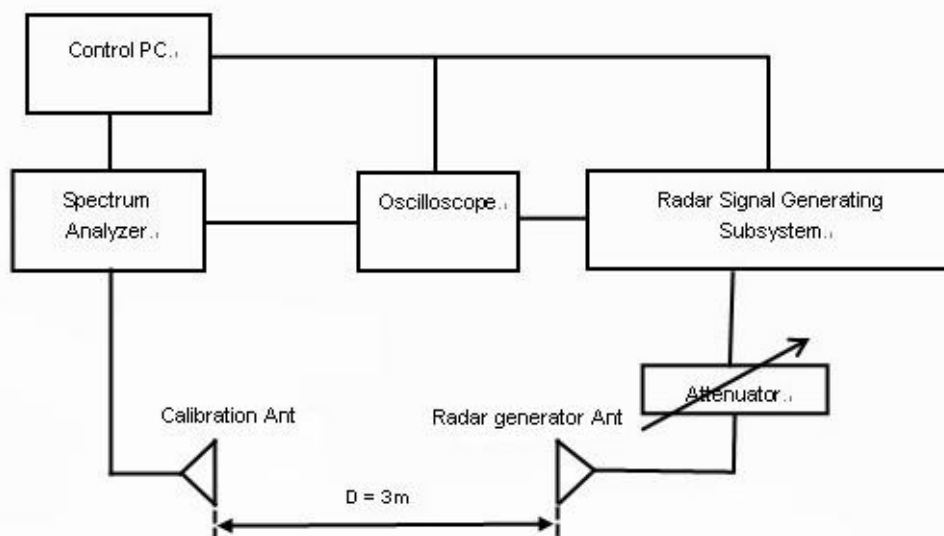 Control PC.
Spectrum
Analyzer.
Oscilloscope.
Radar Signal Generating
Subsystem.
Attenuator.
Calibration Ant
Radar generator Ant
D = 3m